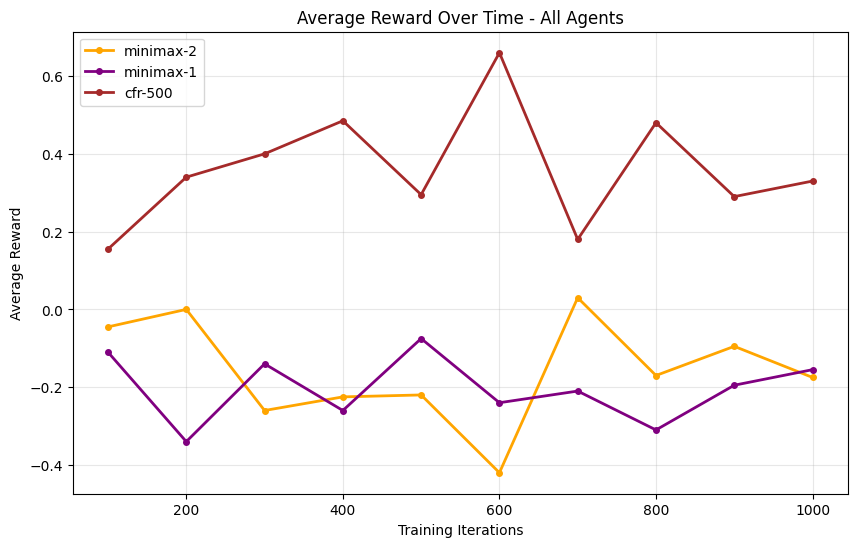 Average Reward Over Time - All Agents
minimax-2
minimax-1
cfr-500
0.6
0.4
0.2
0.0
−0.2
−0.4
Average Reward
200 400 600 800 1000
Training Iterations